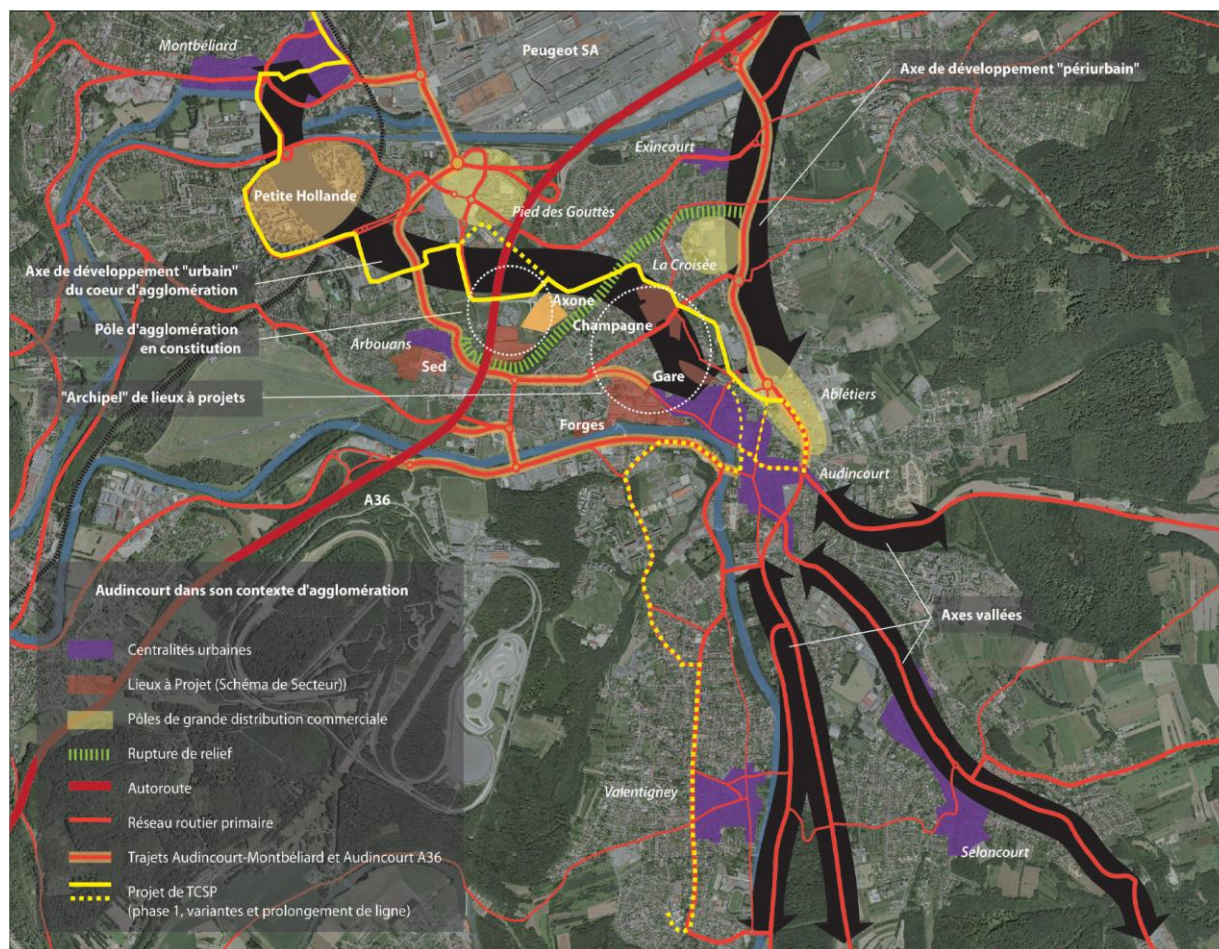 Montbéliard
Peugeot SA
Axe de développement "périurbain"
Exincourt
Petite Hollande
Pied des Gouttes
Axe de développement "urbain"
du coeur d'agglomération
La Croisée
Axone
Pôle d'agglomération
en constitution
Champagne
Arbouans
Sed
Gare
"Archipel" de lieux à projets
Ablétiers
Forges
Audincourt
A36
Audincourt dans son contexte d'agglomération
Axes vallées
Centralités urbaines
Lieux à Projet (Schéma de Secteur))
Pôles de grande distribution commerciale
Rupture de relief
Autoroute
Valentigney
Réseau routier primaire
Seloncourt
Trajets Audincourt-Montbéliard et Audincourt A36
Projet de TCSP
(phase 1, variantes et prolongement de ligne)